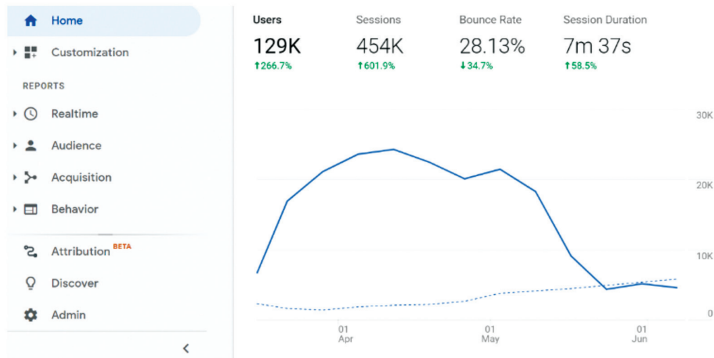 Home
Customization
REPORTS
Realtime
Audience
Acquisition
Behavior
Attribution BETA
Discover
Admin
Users Sessions Bounce Rate Session Duration
129K 454K 28.13% 7m 37s
↑266.7% ↑601.9% ↓34.7% ↑58.5%
30K
20K
10K
0
01 01 01
Apr May Jun